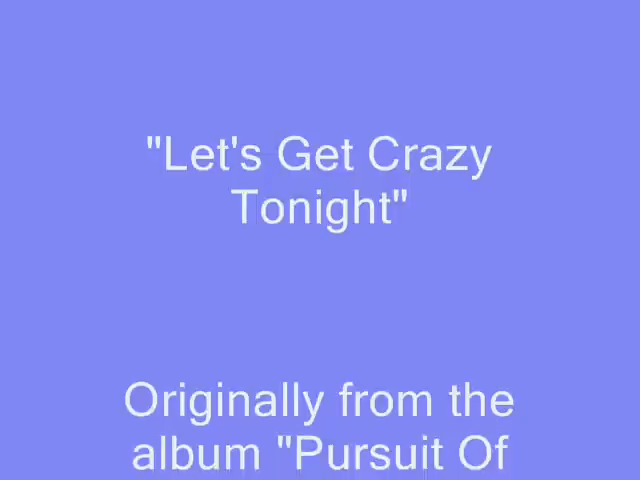 "Let's Get Crazy
Tonight"
Originally from the
album "Pursuit Of